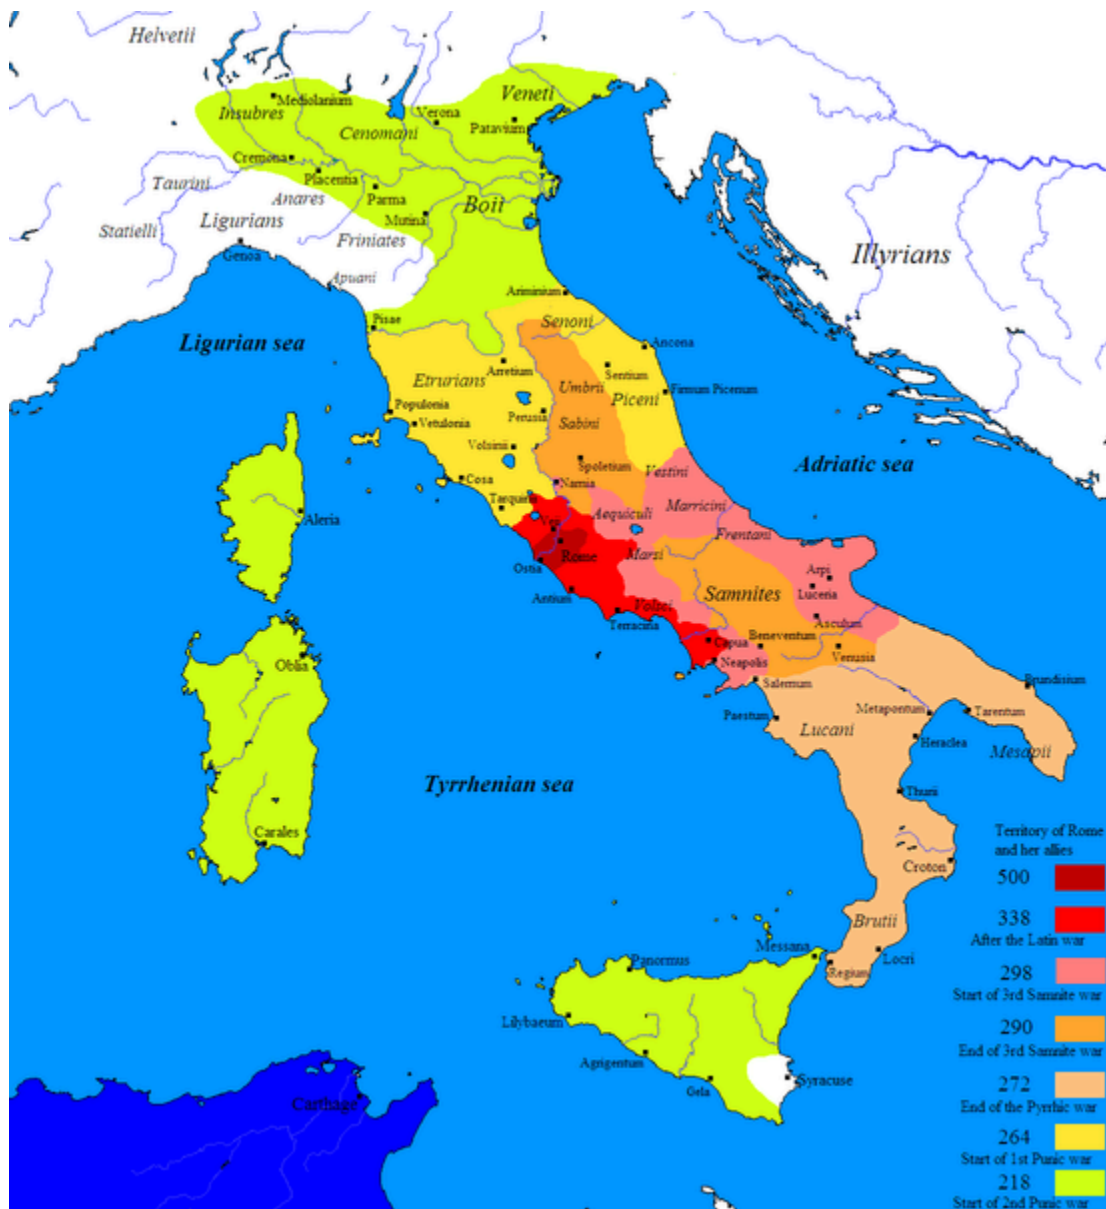 Helvetii
Veneti
Mediolanium
Insubres
Verona
Cenomani
Patavium
Cremona
Placentia
Taurini
Anares
Parma
Boii
Mutina
Ligurians
Statielli
Friniates
Genoa
Illyrians
Apuani
Ariminium
Pisae
Senoni
Ligurian sea
Ancona
Arretium
Sentium
Etrurians
Umbrii
Firmum Picenum
Piceni
Populonia
Perusia
Vetulonia
Sabini
Volsinii
Spoletium
Adriatic sea
Vestini
Cosa
Narnia
Tarquinii
Marricini
Aequiculi
Aleria
Veii
Frentani
Rome
Marsi
Ostia
Arpi
Luceria
Samnites
Antium
Volsci
Terracina
Asculum
Capua
Beneventum
Venusia
Neapolis
Oblia
Salernum
Brundisium
Paestum
Metapontum
Tarentum
Lucani
Heraclea
Mesapii
Tyrrhenian sea
Thurii
Carales
Croton
Brutii
Messana
Locri
Panormus
Regium
Lilybaeum
Agrigentum
Gela
Syracuse
Carthage
Territory of Rome
and her allies
500
338
After the Latin war
298
Start of 3rd Samnite war
290
End of 3rd Samnite war
272
End of the Pyrrhic war
264
Start of 1st Punic war
218
Start of 2nd Punic war